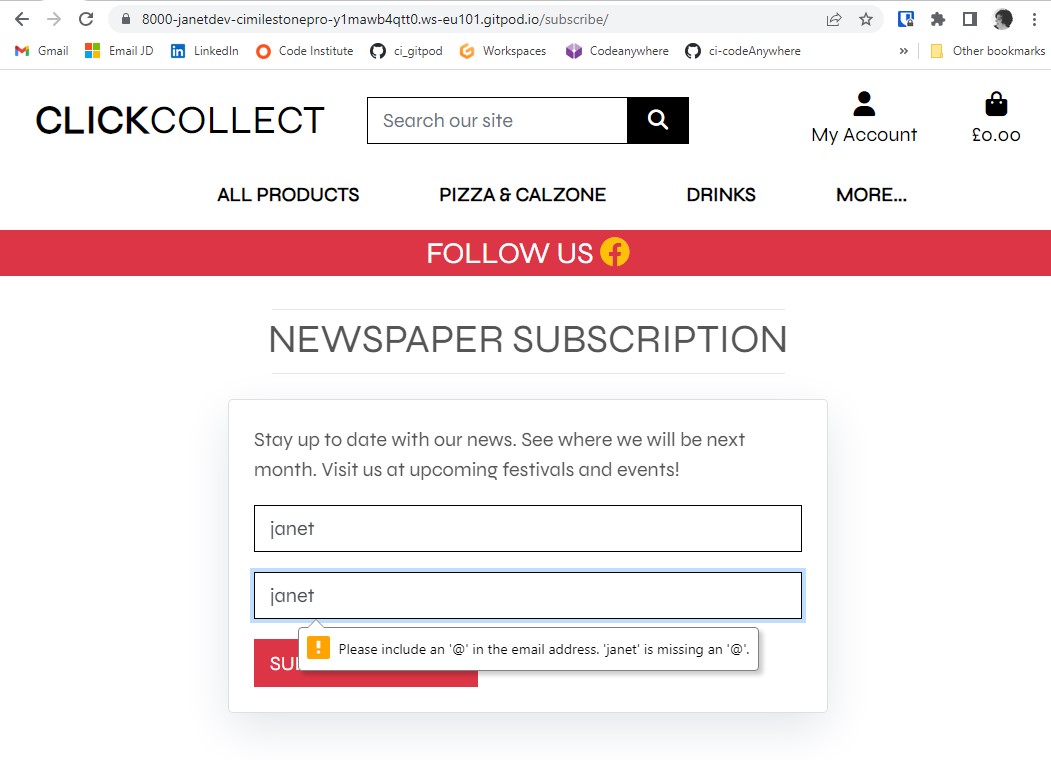 8000-janetdev-cimilestonepro-y1mawb4qtt0.ws-eu101.gitpod.io/subscribe/
Gmail Email JD LinkedIn Code Institute ci_gitpod Workspaces Codeanywhere ci-codeAnywhere » Other bookmarks
CLICKCOLLECT Search our site My Account £0.00
ALL PRODUCTS PIZZA & CALZONE DRINKS MORE...
FOLLOW US
NEWSPAPER SUBSCRIPTION
Stay up to date with our news. See where we will be next
month. Visit us at upcoming festivals and events!
janet
janet
Please include an '@' in the email address. 'janet' is missing an '@'.